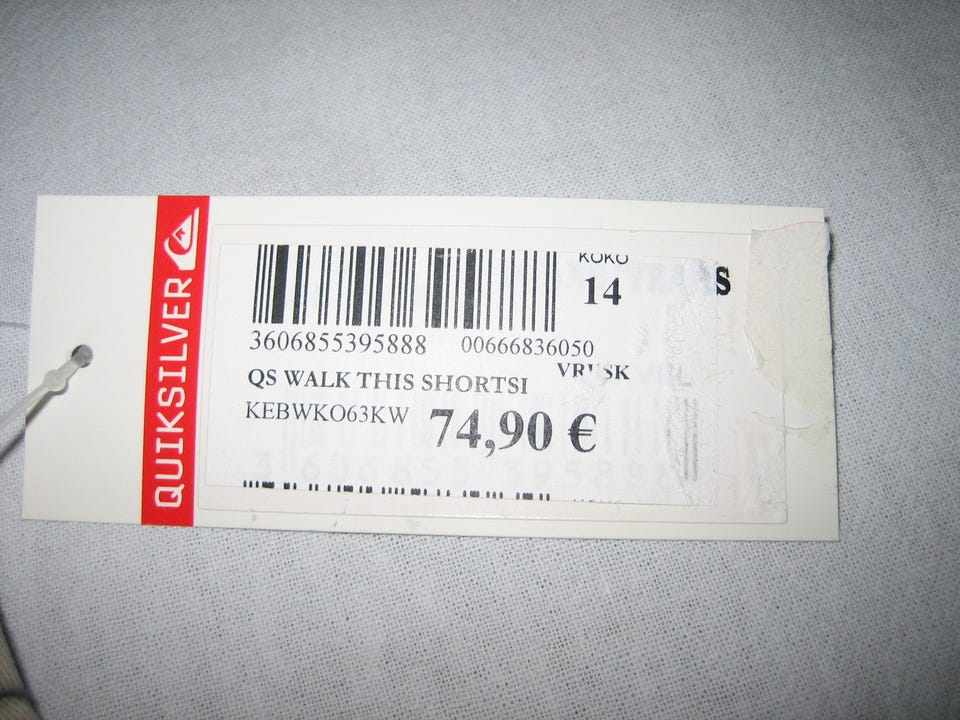 QUIKSILVER
KOKO
14
S
3606855395888 00666836050
VRUSK
QS WALK THIS SHORTSI
KEBWKO63KW 74,90 €